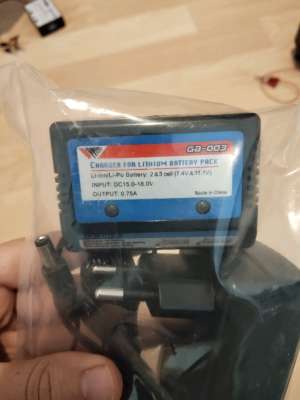 GB-003
CHARGER FOR LITHIUM BATTERY PACK
Li-ion/Li-Po Battery: 2 & 3 cell (7.4V & 11.1V)
INPUT: DC15.0-18.0V
OUTPUT: 0.75A
Made in China